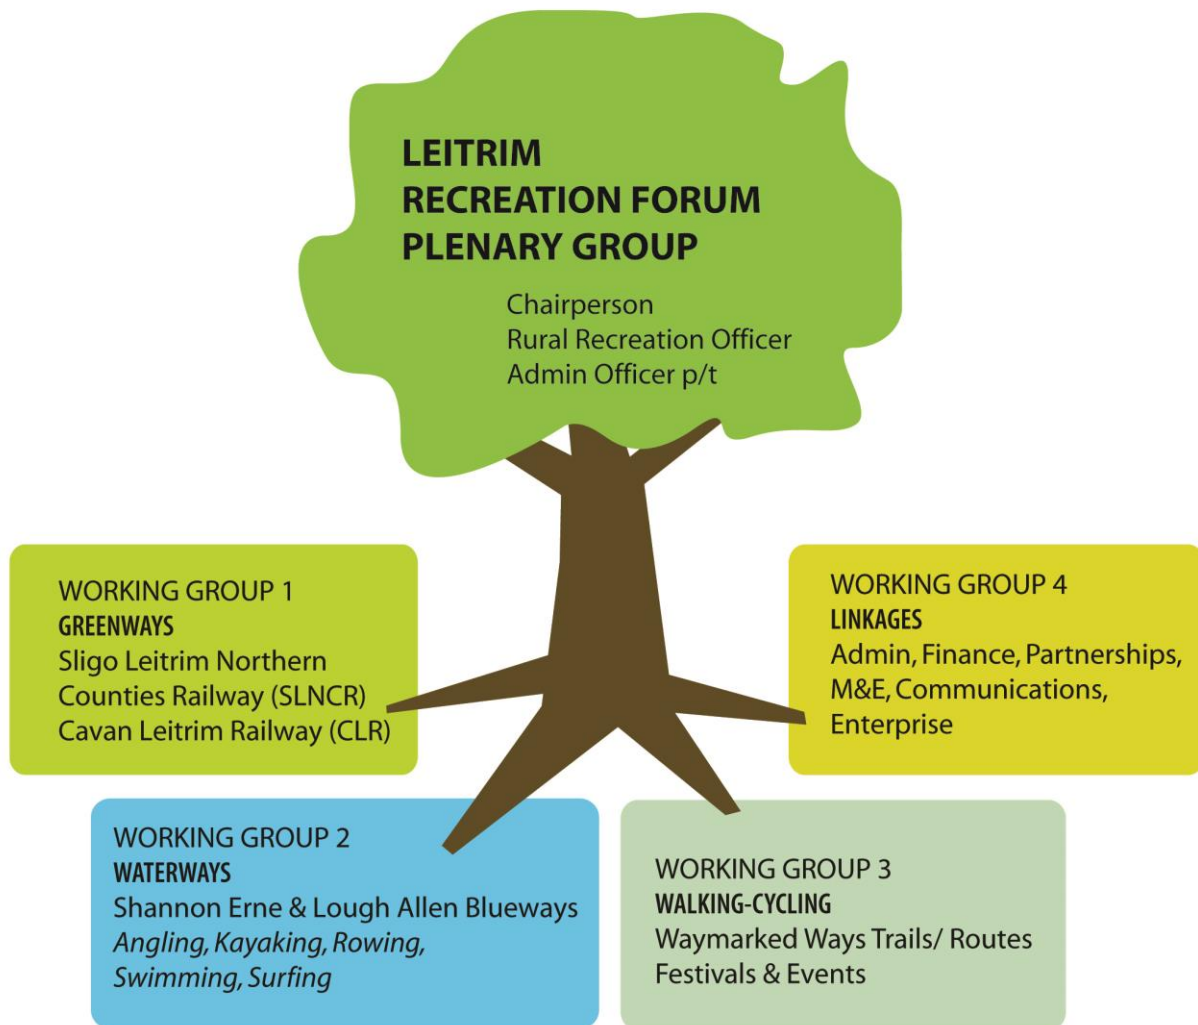 LEITRIM
RECREATION FORUM
PLENARY GROUP
Chairperson
Rural Recreation Officer
Admin Officer p/t
WORKING GROUP 1
GREENWAYS
Sligo Leitrim Northern
Counties Railway (SLNCR)
Cavan Leitrim Railway (CLR)
WORKING GROUP 4
LINKAGES
Admin, Finance, Partnerships,
M&E, Communications,
Enterprise
WORKING GROUP 2
WATERWAYS
Shannon Erne & Lough Allen Blueways
Angling, Kayaking, Rowing,
Swimming, Surfing
WORKING GROUP 3
WALKING-CYCLING
Waymarked Ways Trails/ Routes
Festivals & Events